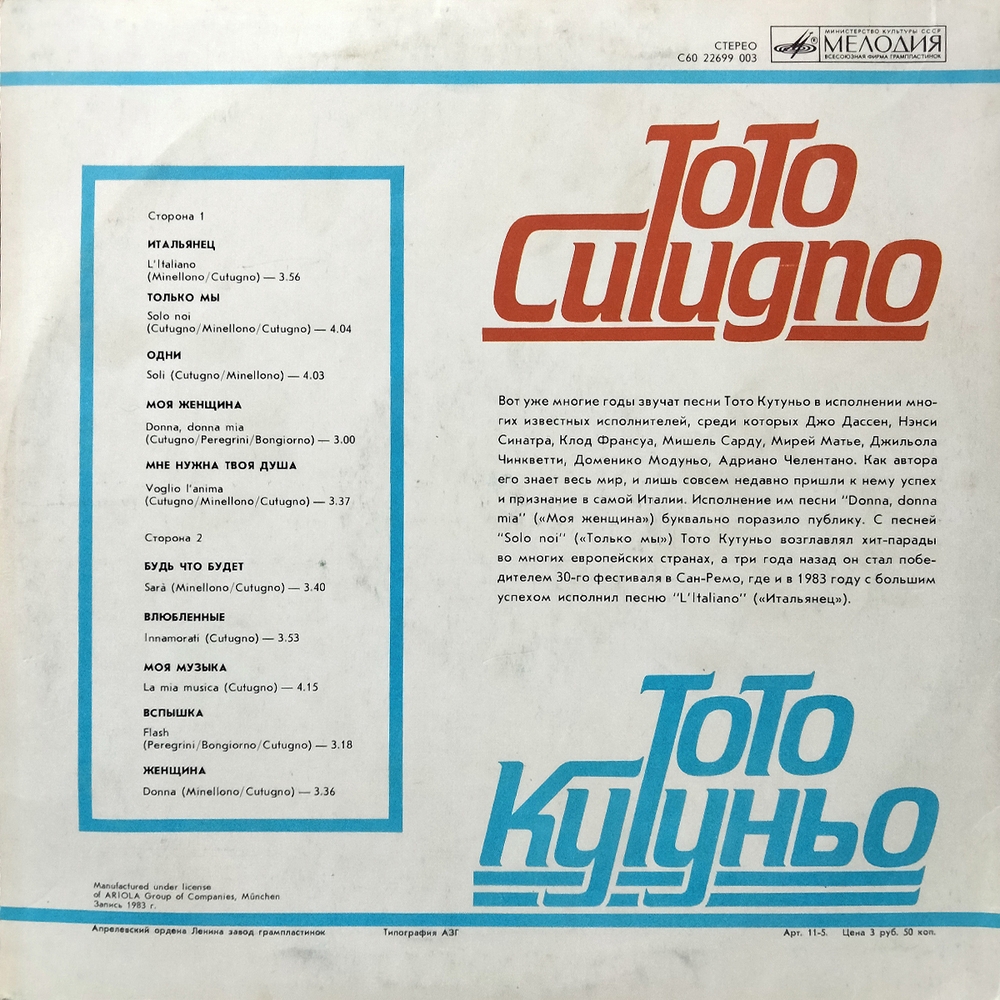 СТЕРЕО
С60 22699 003
МИНИСТЕРСТВО КУЛЬТУРЫ СССР
МЕЛОДИЯ
ВСЕСОЮЗНАЯ ФИРМА ГРАМПЛАСТИНОК
ToTo
Cutugno
Сторона 1
ИТАЛЬЯНЕЦ
L'Italiano
(Minellono/Cutugno) — 3.56
ТОЛЬКО МЫ
Solo noi
(Cutugno/Minellono/Cutugno) — 4.04
ОДНИ
Soli (Cutugno/Minellono) — 4.03
МОЯ ЖЕНЩИНА
Donna, donna mia
(Cutugno/Peregrini/Bongiorno) — 3.00
МНЕ НУЖНА ТВОЯ ДУША
Voglio l'anima
(Cutugno/Minellono/Cutugno) — 3.37
Сторона 2
БУДЬ ЧТО БУДЕТ
Sarà (Minellono/Cutugno) — 3.40
ВЛЮБЛЕННЫЕ
Innamorati (Cutugno) — 3.53
МОЯ МУЗЫКА
La mia musica (Cutugno) — 4.15
ВСПЫШКА
Flash
(Peregrini/Bongiorno/Cutugno) — 3.18
ЖЕНЩИНА
Donna (Minellono/Cutugno) — 3.36
Вот уже многие годы звучат песни Тото Кутуньо в исполнении мно-
гих известных исполнителей, среди которых Джо Дассен, Нэнси
Синатра, Клод Франсуа, Мишель Сарду, Мирей Матье, Джильола
Чинкветти, Доменико Модуньо, Адриано Челентано. Как автора
его знает весь мир, и лишь совсем недавно пришли к нему успех
и признание в самой Италии. Исполнение им песни "Donna, donna
mia" («Моя женщина») буквально поразило публику. С песней
"Solo noi" («Только мы») Тото Кутуньо возглавлял хит-парады
во многих европейских странах, а три года назад он стал побе-
дителем 30-го фестиваля в Сан-Ремо, где и в 1983 году с большим
успехом исполнил песню "L'Italiano" («Итальянец»).
ТоТо
Кутуньо
Manufactured under license
of ARIOLA Group of Companies, München
Запись 1983 г.
Апрелевский ордена Ленина завод грампластинок
Типография АЗГ
Арт. 11-5. Цена 3 руб. 50 коп.